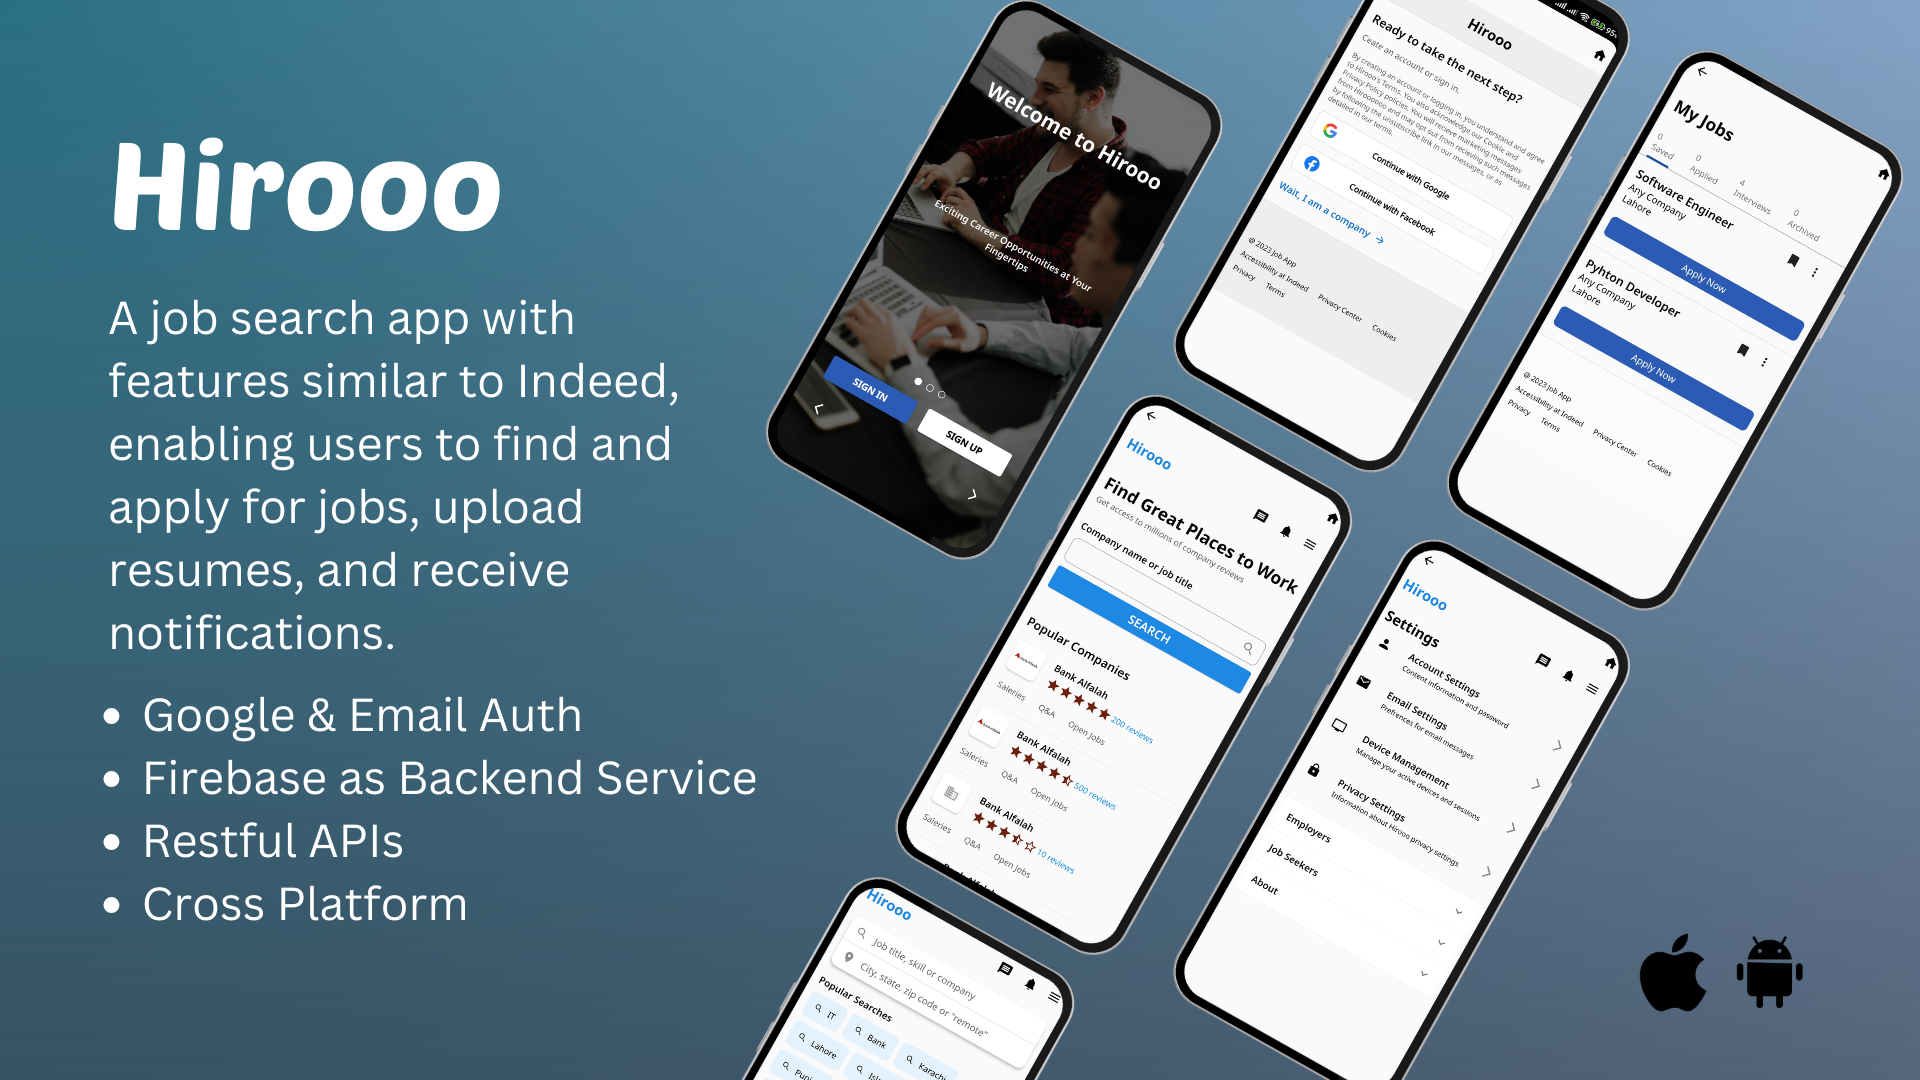 Hirooo
A job search app with
features similar to Indeed,
enabling users to find and
apply for jobs, upload
resumes, and receive
notifications.
Google & Email Auth
Firebase as Backend Service
Restful APIs
Cross Platform
Welcome to Hirooo
Exciting Career Opportunities at Your
Fingertips
SIGN IN
SIGN UP
95%
Hirooo
Ready to take the next step?
Ceate an account or sign in.
By creating an account or logging in, you understand and agree
to Hirooo's Terms. You also acknowledge our Cookie and
Privacy Policy policies. You will recieve marketing messages
from Hirooooo and may opt out from recieving such messages
by following the unsubscribe link in our messages, or as
detailed in our terms.
Continue with Google
Continue with Facebook
Wait, I am a company
@ 2023 Job App
Accessibility at Indeed Privacy Center Cookies
Privacy Terms
My Jobs
0 0 4 0
Saved Applied Interviews Archived
Software Engineer
Any Company
Lahore
Apply Now
Pyhton Developer
Any Company
Lahore
Apply Now
@ 2023 Job App
Accessibility at Indeed Privacy Center Cookies
Privacy Terms
Hirooo
Find Great Places to Work
Get access to millions of company reviews
Company name or job title
SEARCH
Popular Companies
Bank Alfalah
200 reviews
Saleries Q&A Open Jobs
Bank Alfalah
500 reviews
Saleries Q&A Open Jobs
Bank Alfalah
10 reviews
Saleries Q&A Open Jobs
Hirooo
Settings
Account Settings
Content information and password
Email Settings
Prefrences for email messages
Device Management
Manage your active devices and sessions
Privacy Settings
Information about Hirooo privacy settings
Employers
Job Seekers
About
Hirooo
Job title, skill or company
City, state, zip code or "remote"
Popular Searches
IT Bank Karachi
Lahore